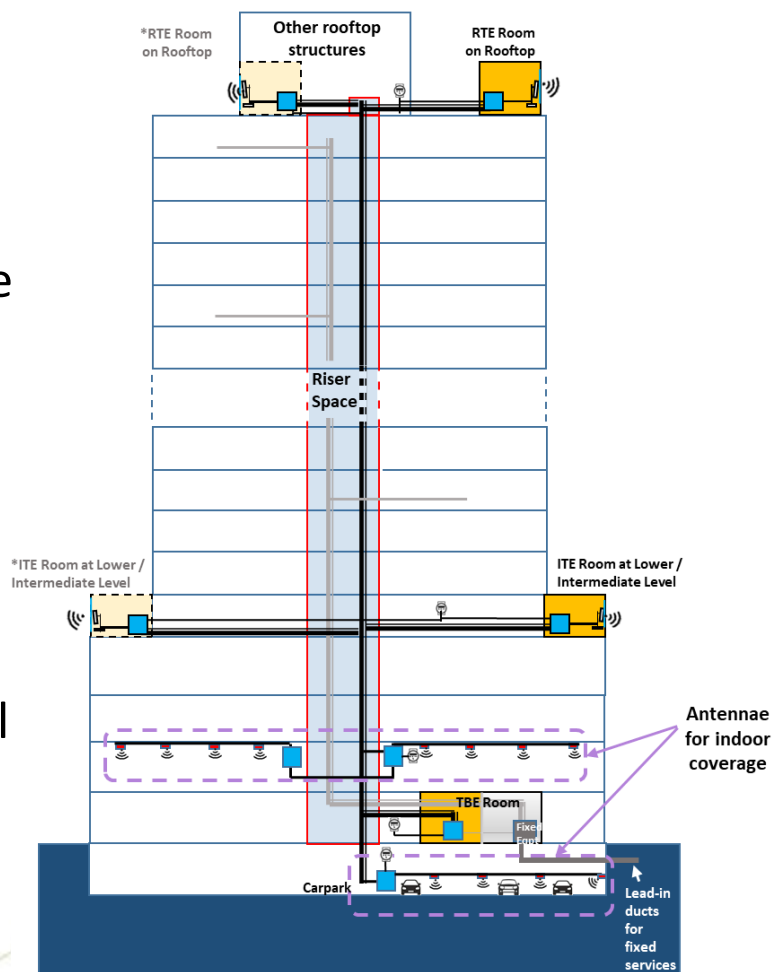 *RTE Room
on Rooftop
Other rooftop
structures
RTE Room
on Rooftop
e
Riser
Space
*ITE Room at Lower /
Intermediate Level
ITE Room at Lower /
Intermediate Level
l
Antennae
for indoor
coverage
TBE Room
Fixed
Carpark
Lead-in
ducts
for
fixed
services